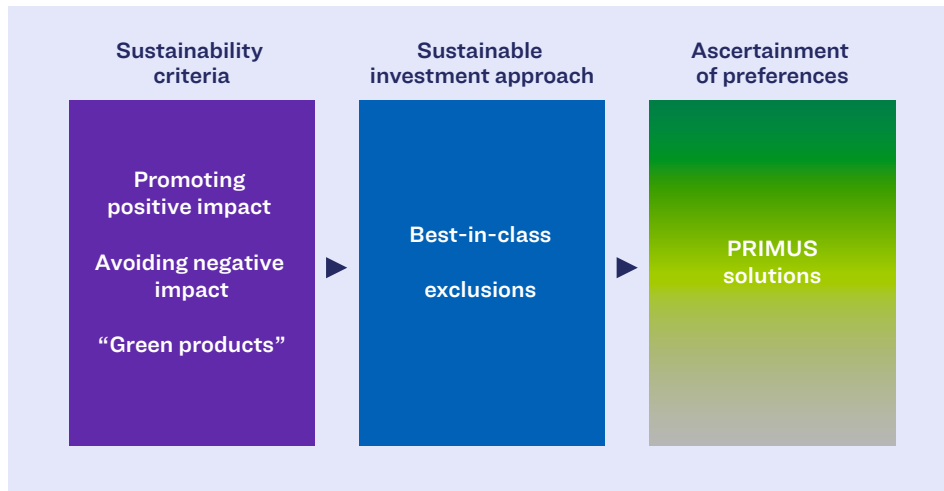 Sustainability
criteria
Promoting
positive impact
Avoiding negative
impact
“Green products”
Sustainable
investment approach
Best-in-class
exclusions
Ascertainment
of preferences
PRIMUS
solutions